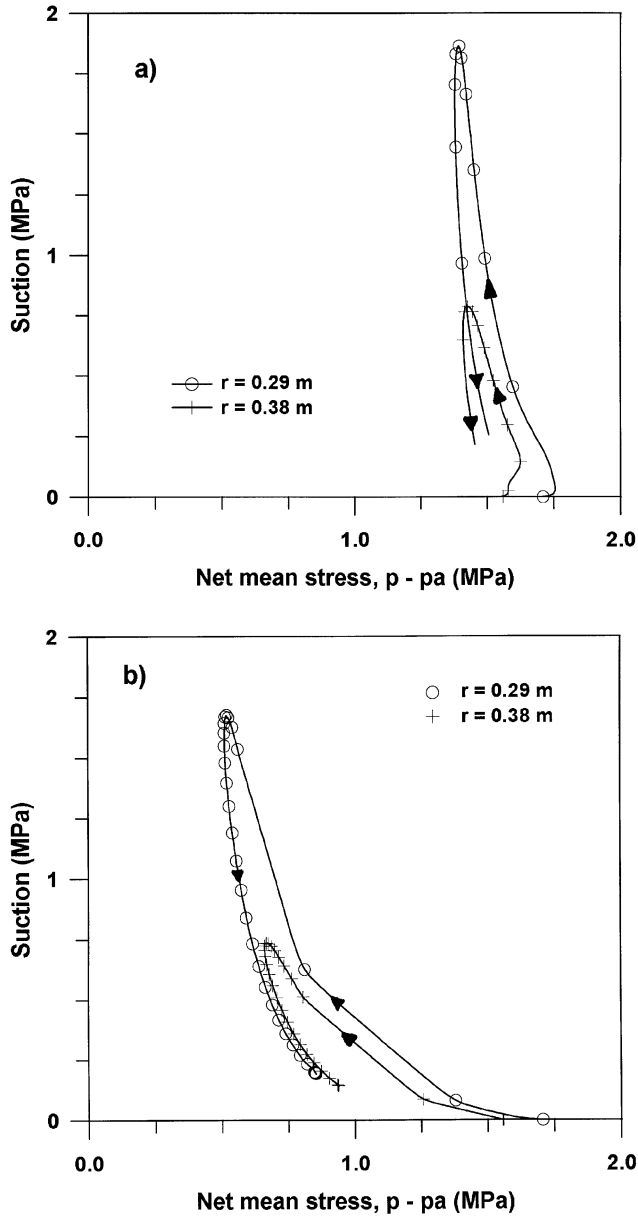 2
a)
Suction (MPa)
1
r = 0.29 m
r = 0.38 m
0
0.0 1.0 2.0
Net mean stress, p - pa (MPa)
2
b)
r = 0.29 m
r = 0.38 m
Suction (MPa)
1
0
0.0 1.0 2.0
Net mean stress, p - pa (MPa)